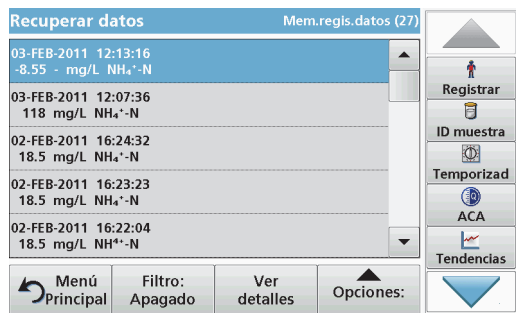 Recuperar datos
Mem.regis.datos (27)
03-FEB-2011 12:13:16
-8.55 - mg/L NH₄⁺-N
03-FEB-2011 12:07:36
118 mg/L NH₄⁺-N
02-FEB-2011 16:24:32
18.5 mg/L NH₄⁺-N
02-FEB-2011 16:23:23
18.5 mg/L NH₄⁺-N
02-FEB-2011 16:22:04
18.5 mg/L NH⁴⁺-N
Registrar
ID muestra
Temporizad
ACA
Tendencias
Menú
Principal
Filtro:
Apagado
Ver
detalles
Opciones: